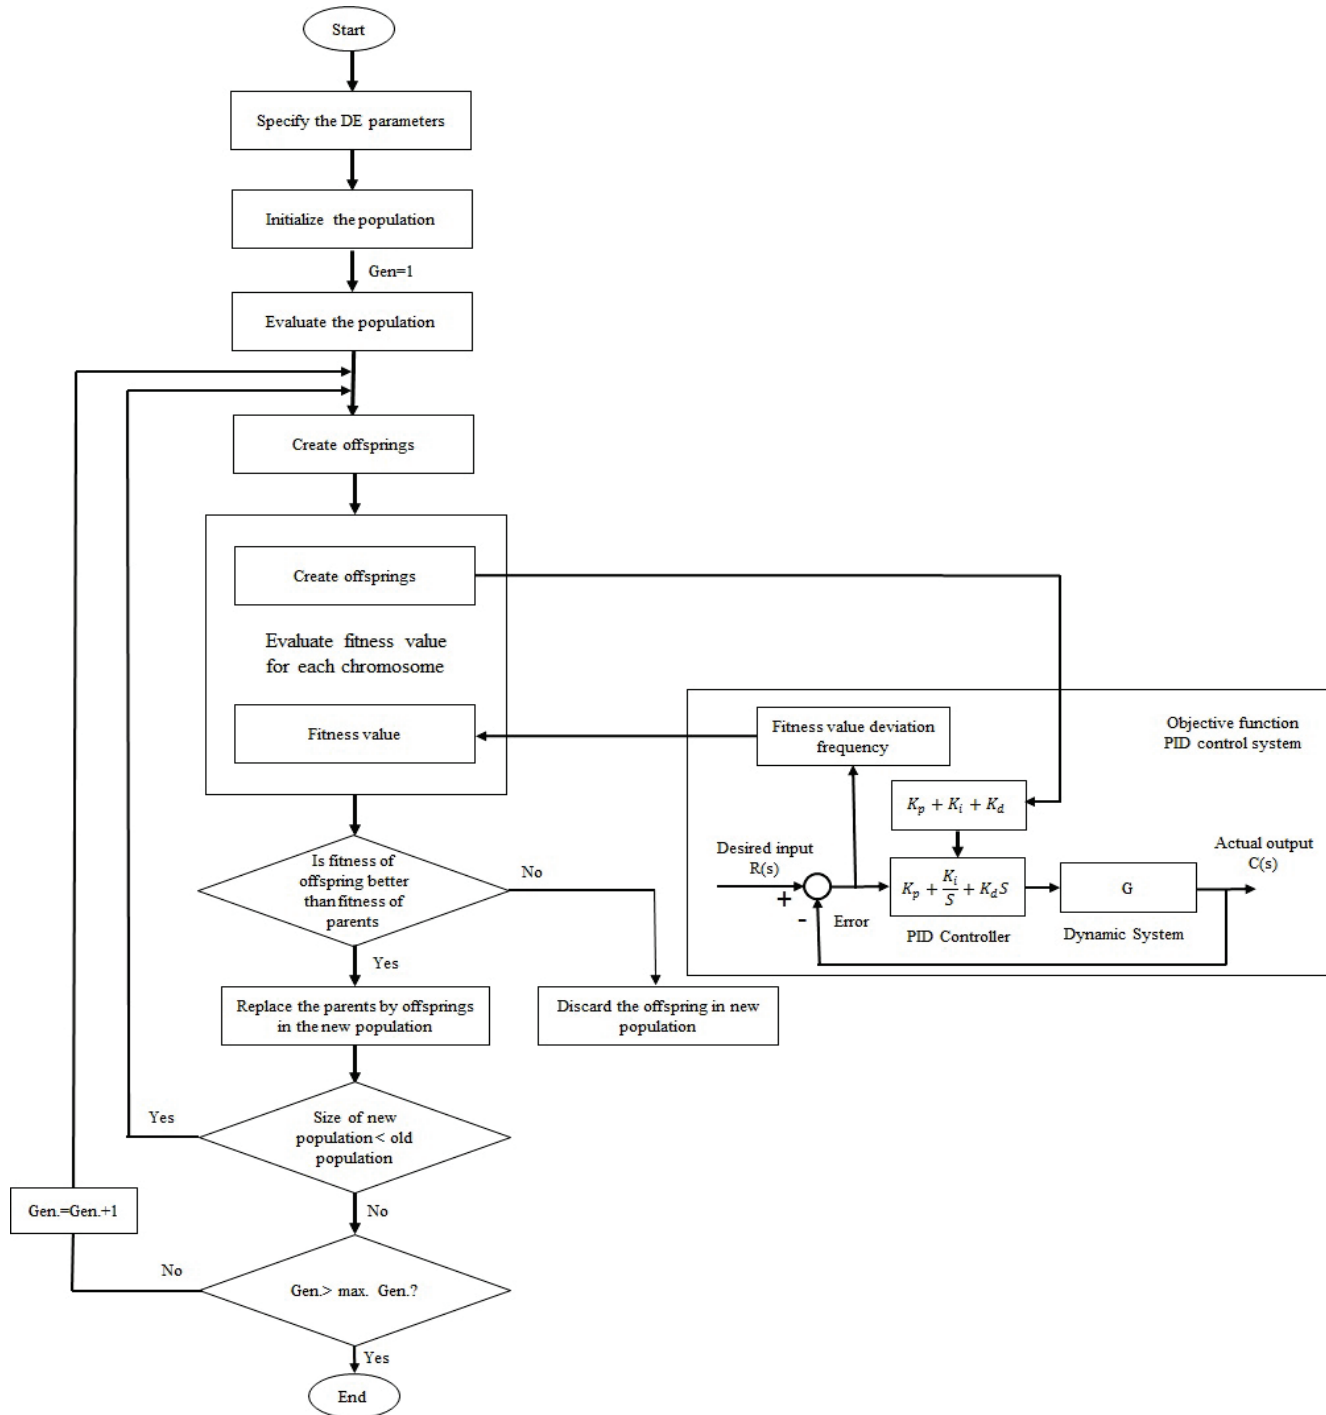 Start
Specify the DE parameters
Initialize the population
Gen=1
Evaluate the population
Create offsprings
Create offsprings
Evaluate fitness value
for each chromosome
Fitness value
Fitness value deviation
frequency
Objective function
PID control system
K_p + K_i + K_d
Desired input
R(s)
+
-
Error
K_p + K_i/S + K_d S
PID Controller
G
Dynamic System
Actual output
C(s)
Is fitness of
offspring better
than fitness of
parents
No
Yes
Replace the parents by offsprings
in the new population
Discard the offspring in new
population
Size of new
population < old
population
Yes
No
Gen.=Gen.+1
Gen.> max. Gen.?
No
Yes
End